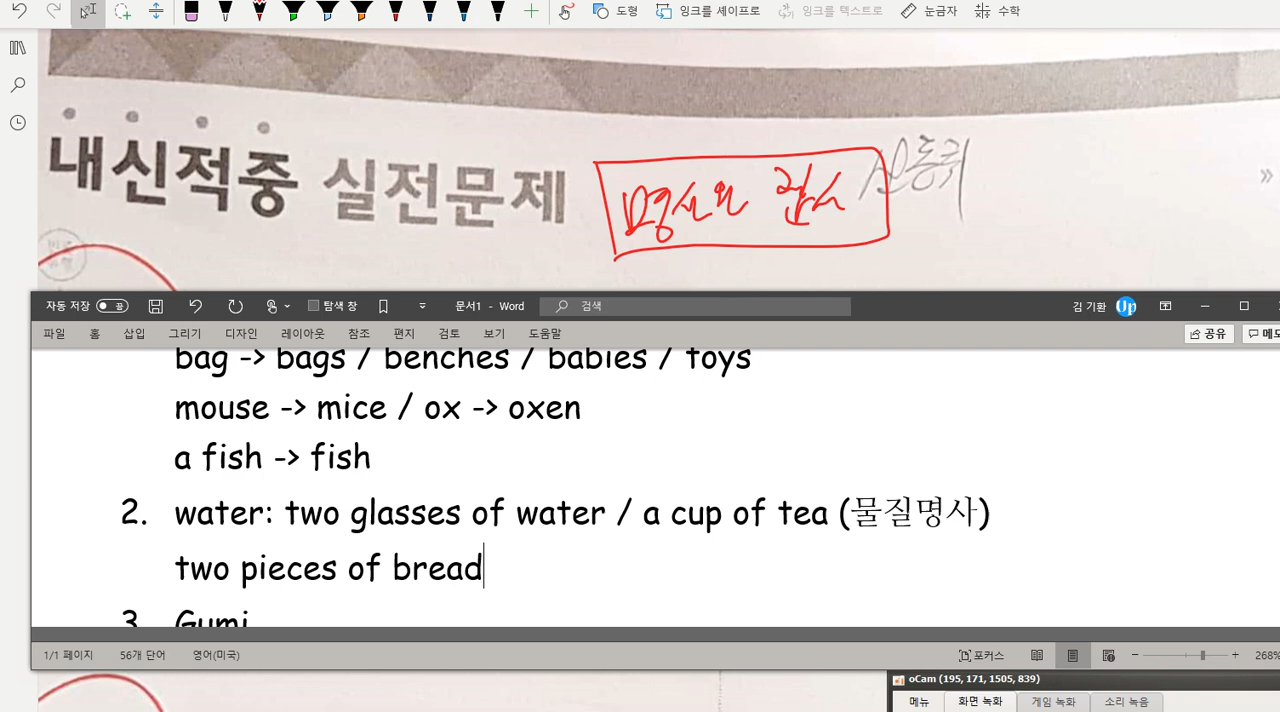 도형 잉크를 셰이프로 잉크를 텍스트로 눈금자 수학
내신적중 실전문제
명사와 관사
자동 저장 끔 탐색 창 문서1 - Word 검색 김 기환
파일 홈 삽입 그리기 디자인 레이아웃 참조 편지 검토 보기 도움말 공유 메모
bag -> bags / benches / babies / toys
mouse -> mice / ox -> oxen
a fish -> fish
2. water: two glasses of water / a cup of tea (물질명사)
two pieces of bread
3. Gumi
1/1 페이지 56개 단어 영어(미국) 포커스 268%
oCam (195, 171, 1505, 839)
메뉴 화면 녹화 게임 녹화 소리 녹음